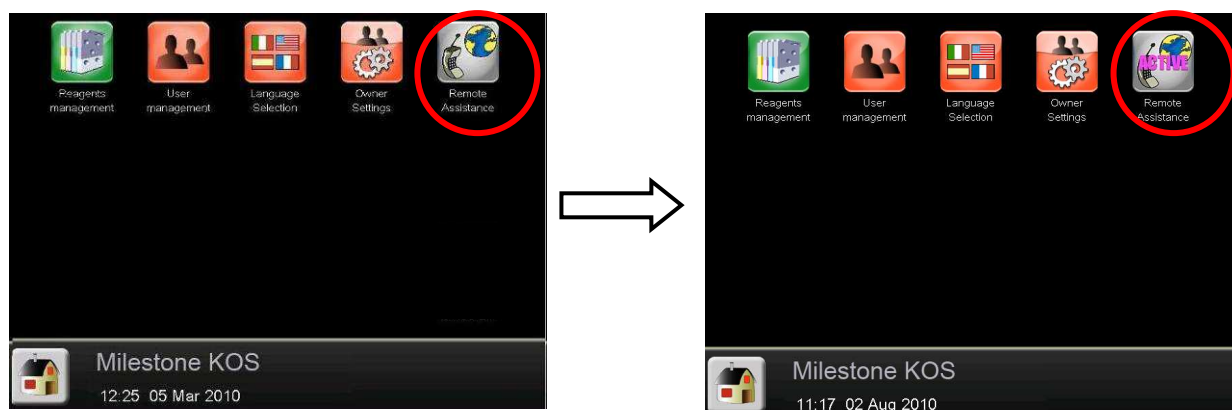 Reagents
management
User
management
Language
Selection
Owner
Settings
Remote
Assistance
Milestone KOS
12:25 05 Mar 2010
ACTIVE
Reagents
management
User
management
Language
Selection
Owner
Settings
Remote
Assistance
Milestone KOS
11:17 02 Aug 2010